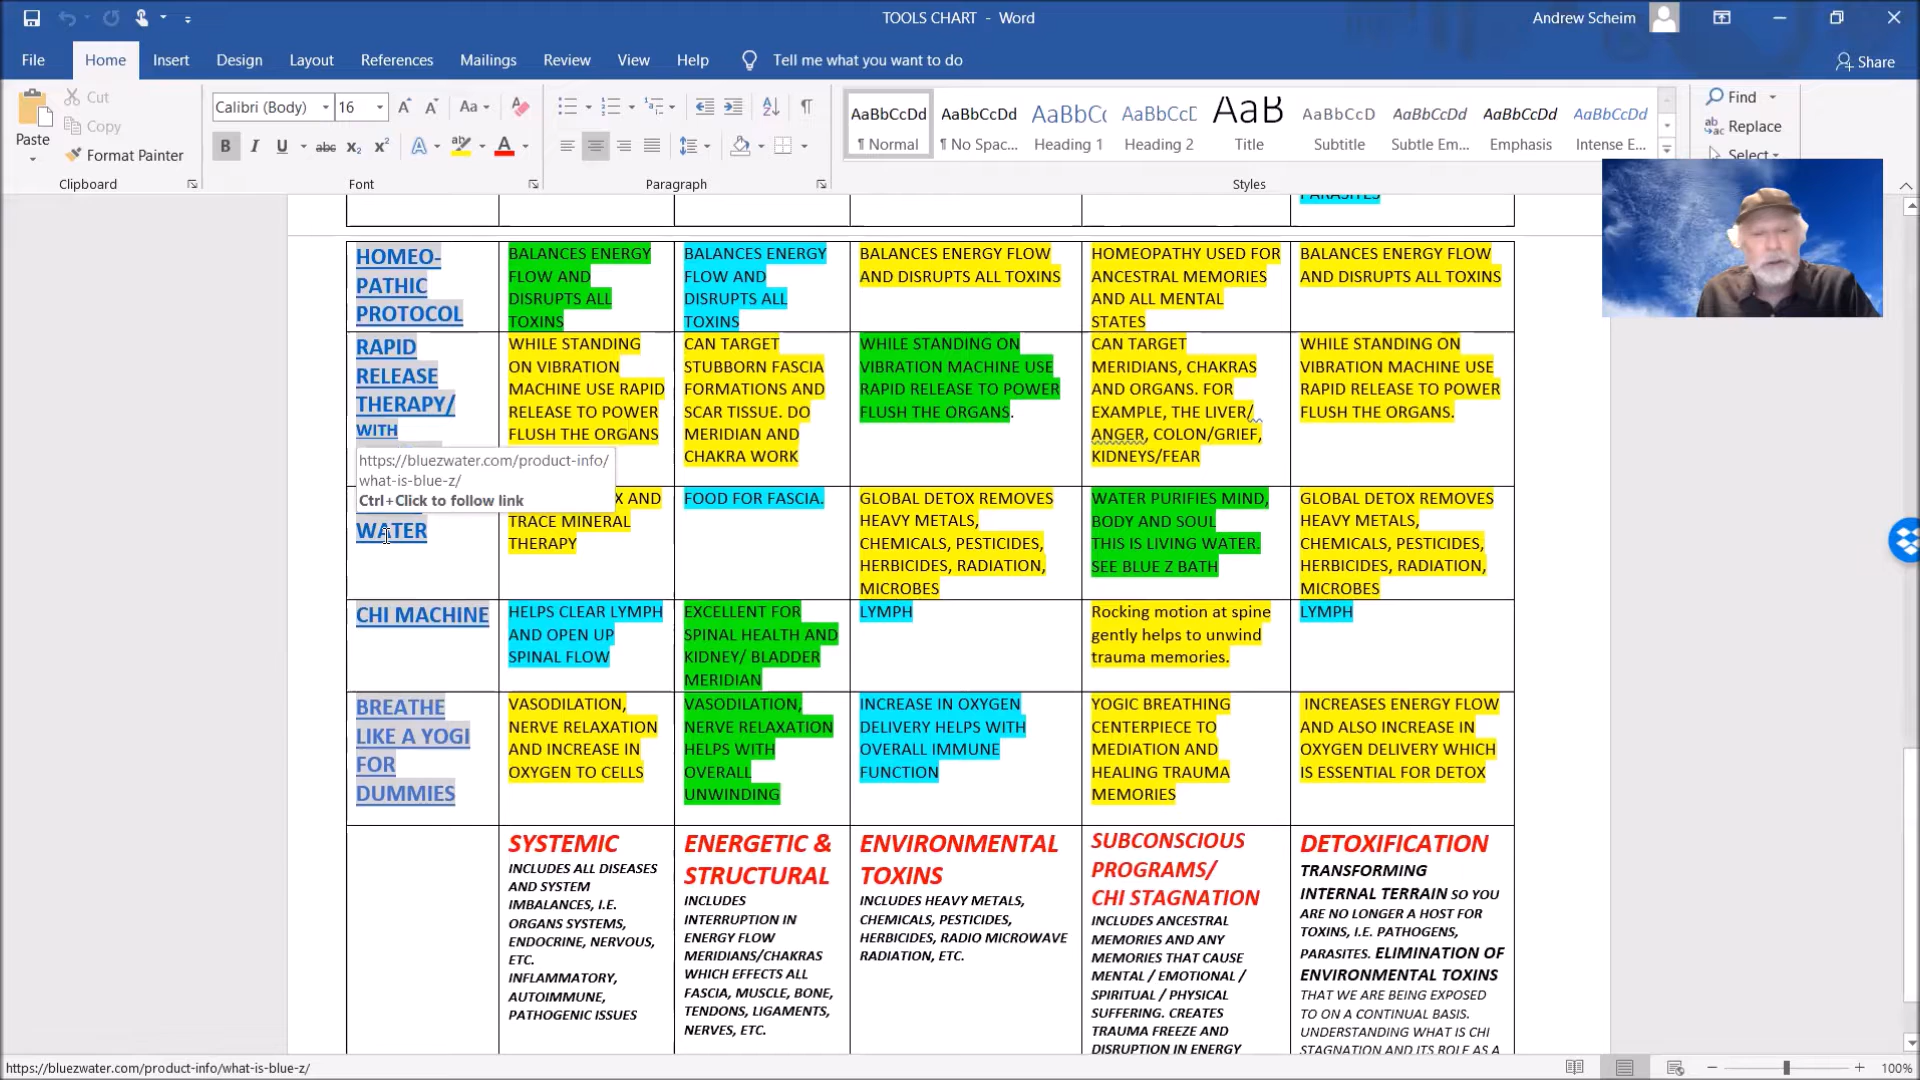 TOOLS CHART - Word
Andrew Scheim
File Home Insert Design Layout References Mailings Review View Help Tell me what you want to do
Share
Paste
Cut
Copy
Format Painter
Clipboard
Calibri (Body) 16
Font
Paragraph
AaBbCcDd AaBbCcDd AaBbCc AaBbCcD AaB AaBbCcD AaBbCcDd AaBbCcDd AaBbCcDd
¶ Normal ¶ No Spac... Heading 1 Heading 2 Title Subtitle Subtle Em... Emphasis Intense E...
Styles
Find
Replace
Select
PARASITES
HOMEO-
PATHIC
PROTOCOL
BALANCES ENERGY
FLOW AND
DISRUPTS ALL
TOXINS
BALANCES ENERGY
FLOW AND
DISRUPTS ALL
TOXINS
BALANCES ENERGY FLOW
AND DISRUPTS ALL TOXINS
HOMEOPATHY USED FOR
ANCESTRAL MEMORIES
AND ALL MENTAL
STATES
BALANCES ENERGY FLOW
AND DISRUPTS ALL TOXINS
RAPID
RELEASE
THERAPY/
WITH
WHILE STANDING
ON VIBRATION
MACHINE USE RAPID
RELEASE TO POWER
FLUSH THE ORGANS
CAN TARGET
STUBBORN FASCIA
FORMATIONS AND
SCAR TISSUE. DO
MERIDIAN AND
CHAKRA WORK
WHILE STANDING ON
VIBRATION MACHINE USE
RAPID RELEASE TO POWER
FLUSH THE ORGANS.
CAN TARGET
MERIDIANS, CHAKRAS
AND ORGANS. FOR
EXAMPLE, THE LIVER/
ANGER, COLON/GRIEF,
KIDNEYS/FEAR
WHILE STANDING ON
VIBRATION MACHINE USE
RAPID RELEASE TO POWER
FLUSH THE ORGANS.
https://bluezwater.com/product-info/
what-is-blue-z/
Ctrl+Click to follow link
WATER
AND
TRACE MINERAL
THERAPY
FOOD FOR FASCIA.
GLOBAL DETOX REMOVES
HEAVY METALS,
CHEMICALS, PESTICIDES,
HERBICIDES, RADIATION,
MICROBES
WATER PURIFIES MIND,
BODY AND SOUL
THIS IS LIVING WATER.
SEE BLUE Z BATH
GLOBAL DETOX REMOVES
HEAVY METALS,
CHEMICALS, PESTICIDES,
HERBICIDES, RADIATION,
MICROBES
CHI MACHINE
HELPS CLEAR LYMPH
AND OPEN UP
SPINAL FLOW
EXCELLENT FOR
SPINAL HEALTH AND
KIDNEY/ BLADDER
MERIDIAN
LYMPH
Rocking motion at spine
gently helps to unwind
trauma memories.
LYMPH
BREATHE
LIKE A YOGI
FOR
DUMMIES
VASODILATION,
NERVE RELAXATION
AND INCREASE IN
OXYGEN TO CELLS
VASODILATION,
NERVE RELAXATION
HELPS WITH
OVERALL
UNWINDING
INCREASE IN OXYGEN
DELIVERY HELPS WITH
OVERALL IMMUNE
FUNCTION
YOGIC BREATHING
CENTERPIECE TO
MEDIATION AND
HEALING TRAUMA
MEMORIES
INCREASES ENERGY FLOW
AND ALSO INCREASE IN
OXYGEN DELIVERY WHICH
IS ESSENTIAL FOR DETOX
SYSTEMIC
INCLUDES ALL DISEASES
AND SYSTEM
IMBALANCES, I.E.
ORGANS SYSTEMS,
ENDOCRINE, NERVOUS,
ETC.
INFLAMMATORY,
AUTOIMMUNE,
PATHOGENIC ISSUES
ENERGETIC &
STRUCTURAL
INCLUDES
INTERRUPTION IN
ENERGY FLOW
MERIDIANS/CHAKRAS
WHICH EFFECTS ALL
FASCIA, MUSCLE, BONE,
TENDONS, LIGAMENTS,
NERVES, ETC.
ENVIRONMENTAL
TOXINS
INCLUDES HEAVY METALS,
CHEMICALS, PESTICIDES,
HERBICIDES, RADIO MICROWAVE
RADIATION, ETC.
SUBCONSCIOUS
PROGRAMS/
CHI STAGNATION
INCLUDES ANCESTRAL
MEMORIES AND ANY
MEMORIES THAT CAUSE
MENTAL / EMOTIONAL /
SPIRITUAL / PHYSICAL
SUFFERING. CREATES
TRAUMA FREEZE AND
DISRUPTION IN ENERGY
DETOXIFICATION
TRANSFORMING
INTERNAL TERRAIN SO YOU
ARE NO LONGER A HOST FOR
TOXINS, I.E. PATHOGENS,
PARASITES. ELIMINATION OF
ENVIRONMENTAL TOXINS
THAT WE ARE BEING EXPOSED
TO ON A CONTINUAL BASIS.
UNDERSTANDING WHAT IS CHI
STAGNATION AND ITS ROLE AS A
https://bluezwater.com/product-info/what-is-blue-z/
100%